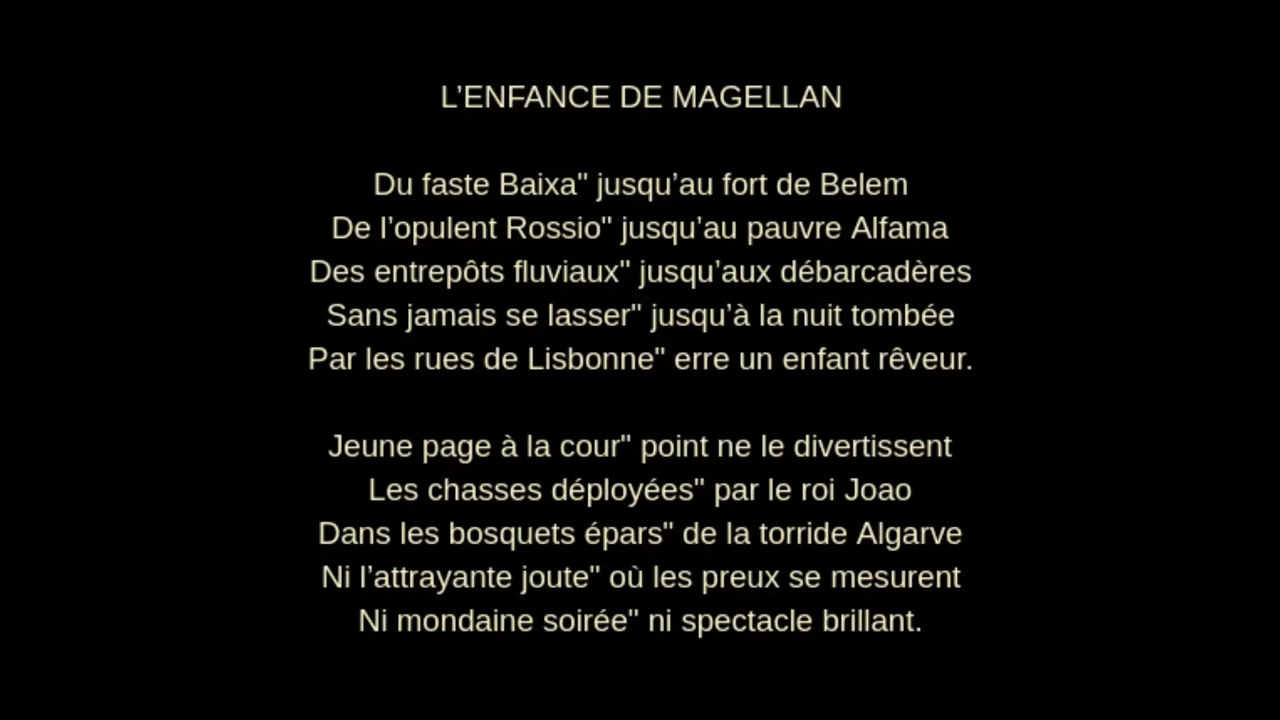 L’ENFANCE DE MAGELLAN
Du faste Baixa" jusqu’au fort de Belem
De l’opulent Rossio" jusqu’au pauvre Alfama
Des entrepôts fluviaux" jusqu’aux débarcadères
Sans jamais se lasser" jusqu’à la nuit tombée
Par les rues de Lisbonne" erre un enfant rêveur.
Jeune page à la cour" point ne le divertissent
Les chasses déployées" par le roi Joao
Dans les bosquets épars" de la torride Algarve
Ni l’attrayante joute" où les preux se mesurent
Ni mondaine soirée" ni spectacle brillant.